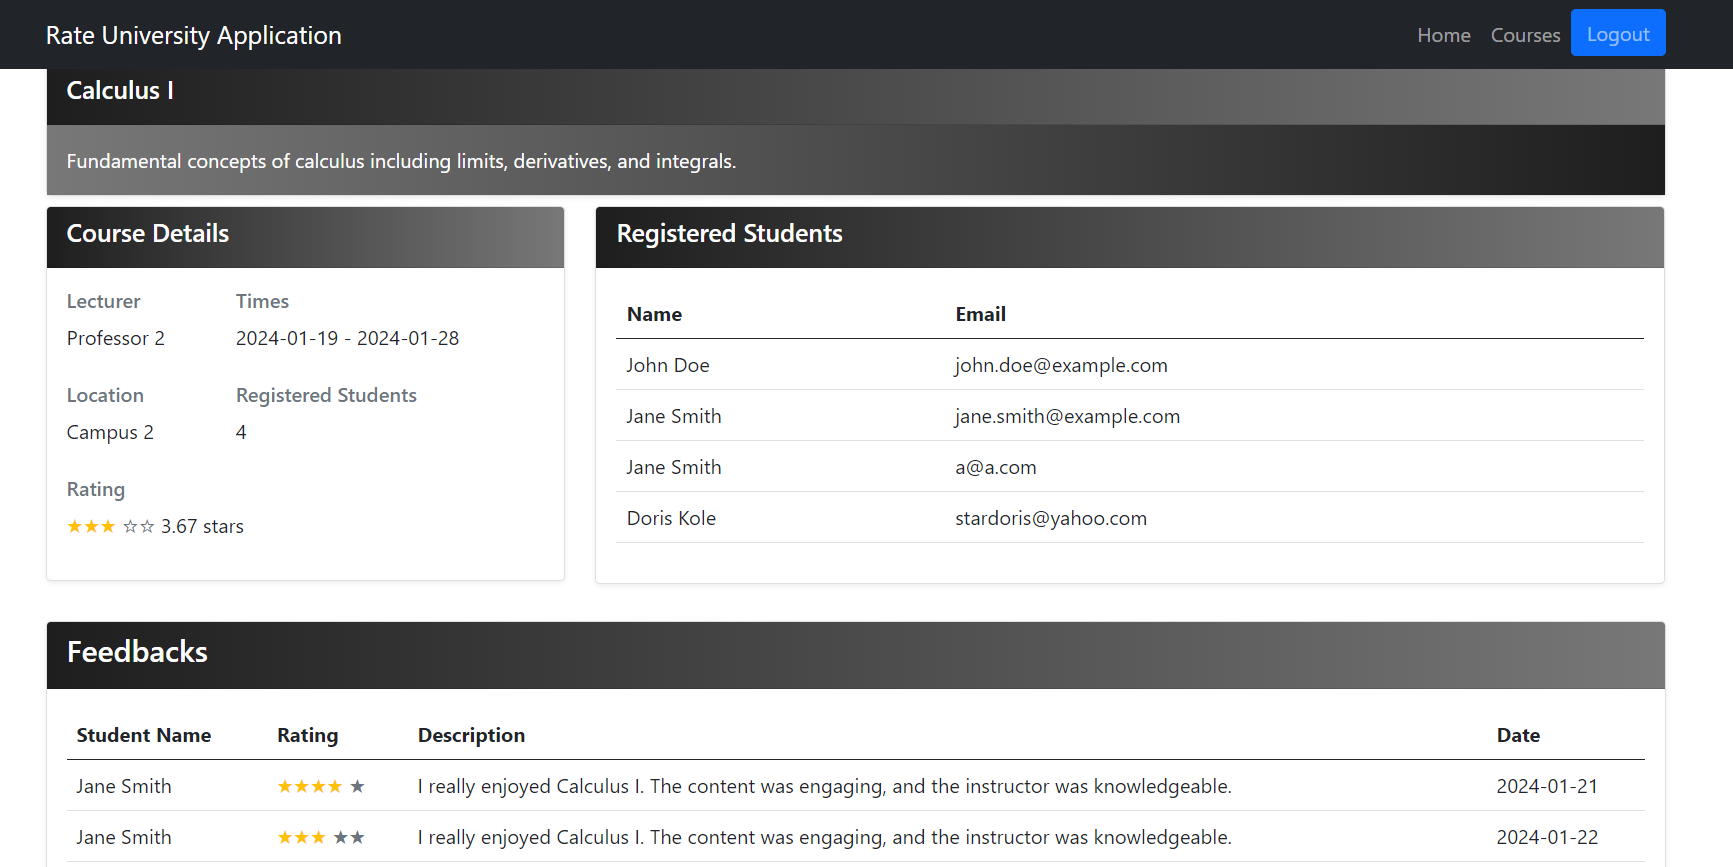 Rate University Application
Home Courses Logout
Calculus I
Fundamental concepts of calculus including limits, derivatives, and integrals.
Course Details
Lecturer Times
Professor 2 2024-01-19 - 2024-01-28
Location Registered Students
Campus 2 4
Rating
★★★ ☆☆ 3.67 stars
Registered Students
Name Email
John Doe john.doe@example.com
Jane Smith jane.smith@example.com
Jane Smith a@a.com
Doris Kole stardoris@yahoo.com
Feedbacks
Student Name Rating Description Date
Jane Smith ★★★★ ★ I really enjoyed Calculus I. The content was engaging, and the instructor was knowledgeable. 2024-01-21
Jane Smith ★★★ ★★ I really enjoyed Calculus I. The content was engaging, and the instructor was knowledgeable. 2024-01-22